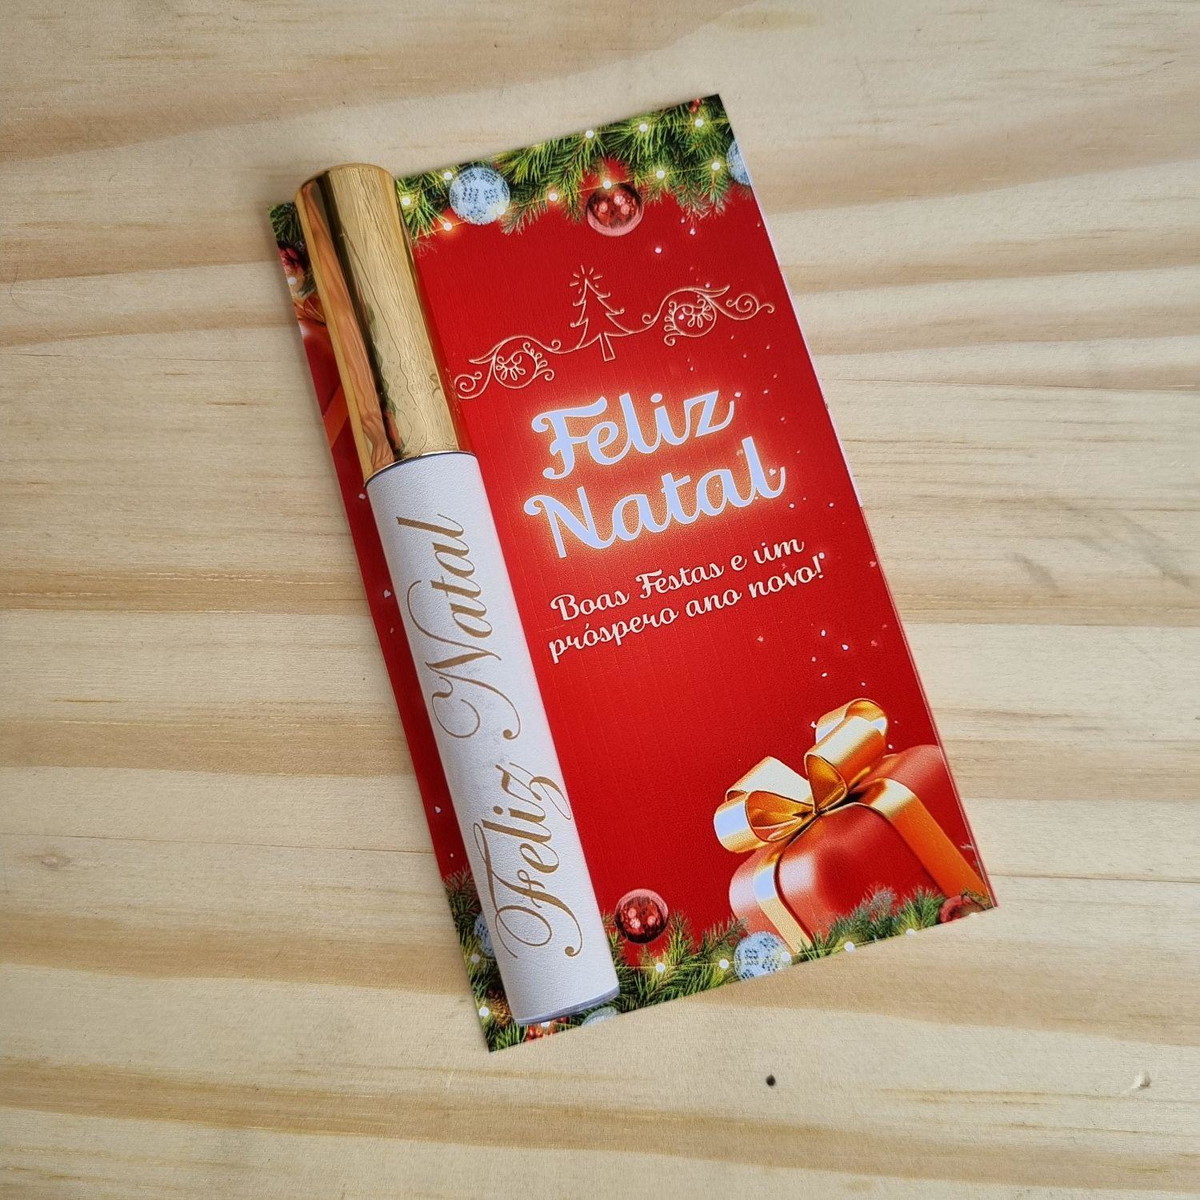 Feliz Natal
Feliz
Natal
Boas Festas e um
próspero ano novo!